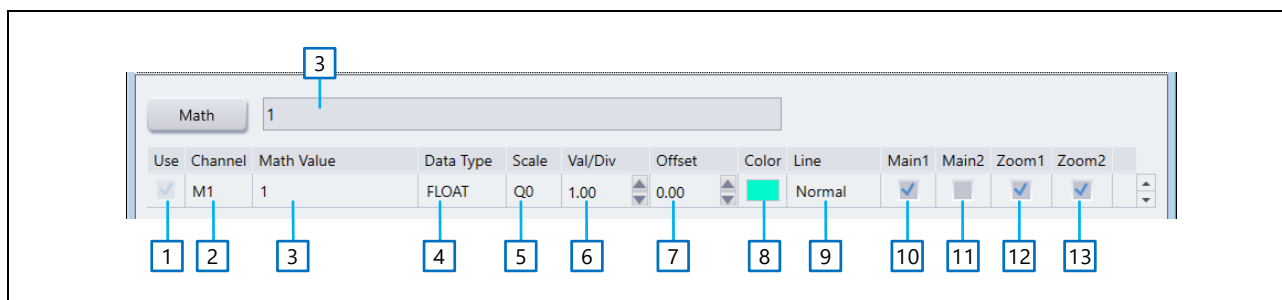 3
Math 1
Use Channel Math Value Data Type Scale Val/Div Offset Color Line Main1 Main2 Zoom1 Zoom2
M1 1 FLOAT Q0 1.00 0.00 Normal
1 2 3 4 5 6 7 8 9 10 11 12 13